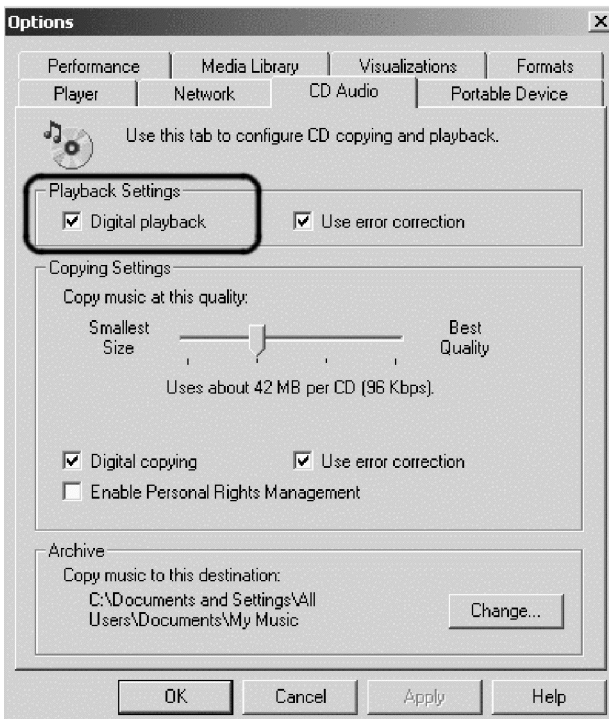 Options
Performance Media Library Visualizations Formats
Player Network CD Audio Portable Device
Use this tab to configure CD copying and playback.
Playback Settings
Digital playback Use error correction
Copying Settings
Copy music at this quality:
Smallest Size
Best Quality
Uses about 42 MB per CD (96 Kbps).
Digital copying Use error correction
Enable Personal Rights Management
Archive
Copy music to this destination:
C:\Documents and Settings\All
Users\Documents\My Music
Change...
OK Cancel Apply Help